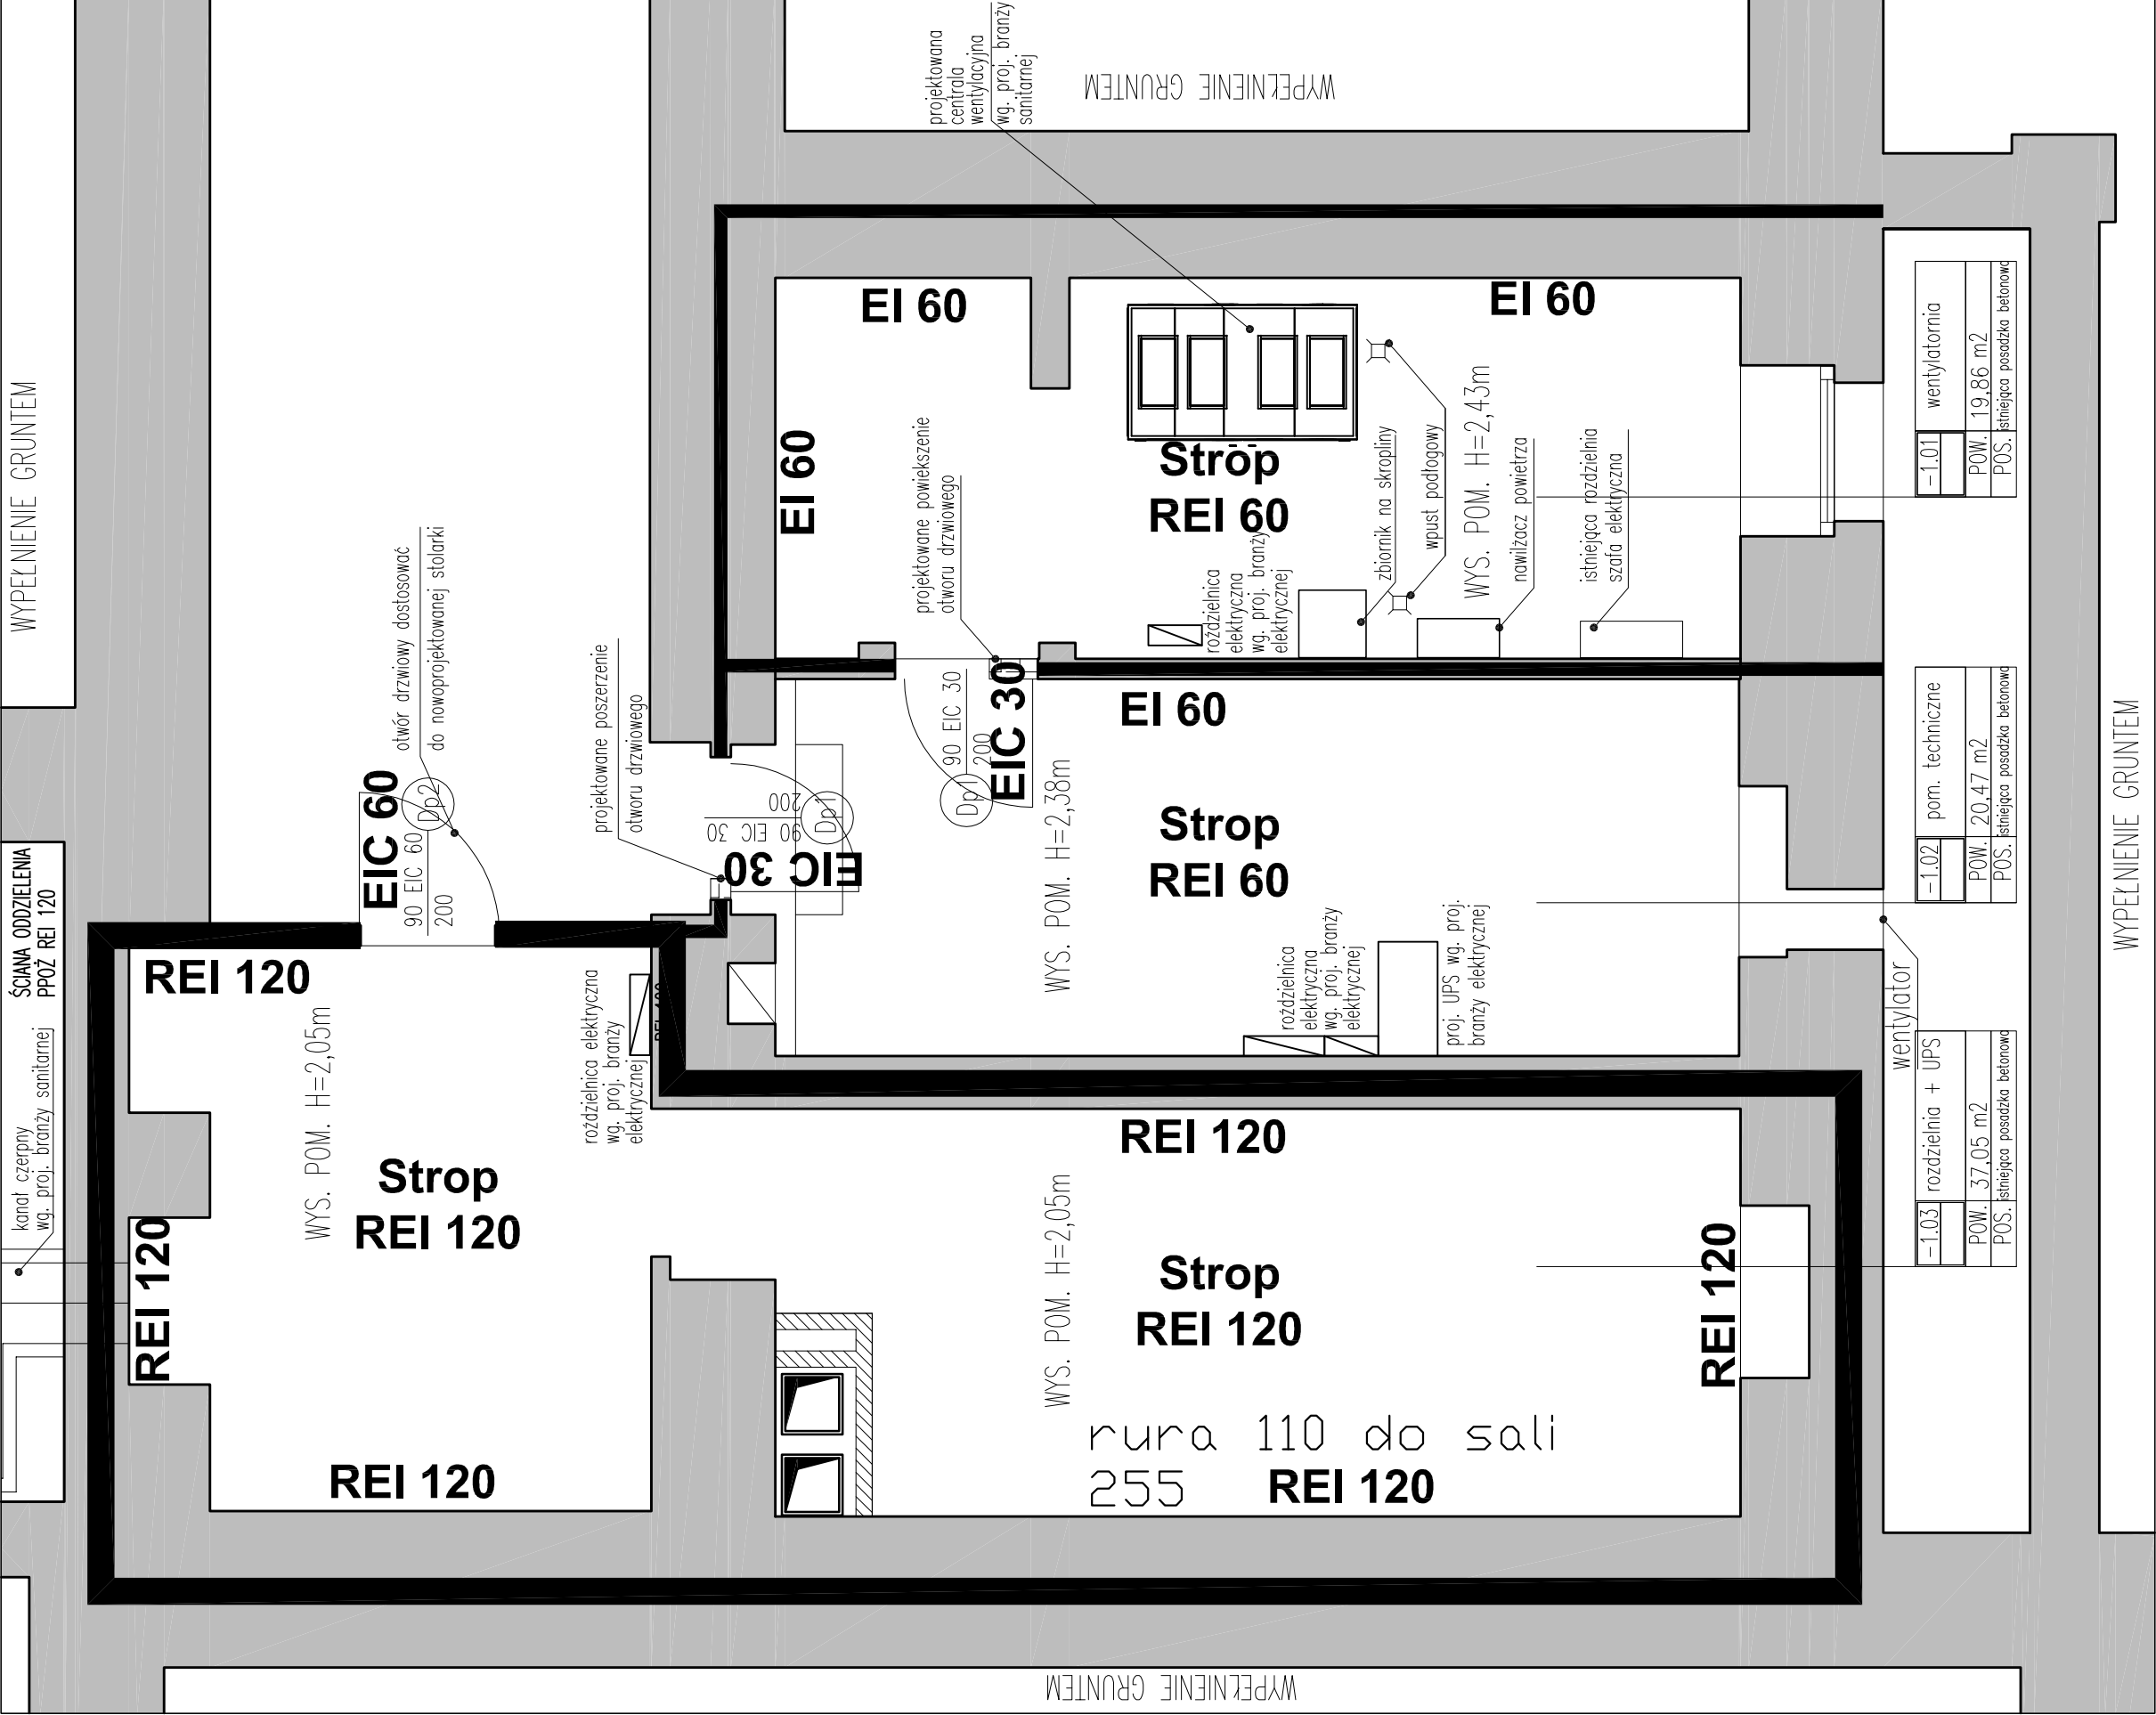 WYPEŁNIENIE GRUNTEM
ŚCIANA ODDZIELENIA
PPOŻ REI 120
kanał czerpny
wg. proj. branży sanitarnej
projektowana
centrala
wentylacyjna
wg. proj. branży
sanitarnej
WYPEŁNIENIE GRUNTEM
EI 60
EI 60
EI 60
Strop
REI 60
WYS. POM. H=2,43m
zbiornik na skropliny
wpust podłogowy
nawilżacz powietrza
istniejąca rozdzielnia
szafa elektryczna
roździelnica
elektryczna
wg. proj. branży
elektrycznej
projektowane powiekszenie
otworu drzwiowego
otwór drzwiowy dostosować
do nowoprojektowanej stolarki
projektowane poszerzenie
otworu drzwiowego
EIC 60
90 EIC 60
200
Dp2
EIC 30
90 EIC 30
200
Dp1
EIC 30
90 EIC 30
200
Dp1
EI 60
WYS. POM. H=2,38m
Strop
REI 60
roździelnica
elektryczna
wg. proj. branży
elektrycznej
proj. UPS wg. proj.
branży elektrycznej
REI 120
WYS. POM. H=2,05m
roździelnica elektryczna
wg. proj. branży
elektrycznej
Strop
REI 120
REI 120
REI 120
REI 120
WYS. POM. H=2,05m
Strop
REI 120
REI 120
rura 110 do sali
255
REI 120
wentylator
-1.01 wentylatornia
POW. 19,86 m2
POS. istniejąca posadzka betonowa
-1.02 pom. techniczne
POW. 20,47 m2
POS. istniejąca posadzka betonowa
-1.03 rozdzielnia + UPS
POW. 37,05 m2
POS. istniejąca posadzka betonowa
WYPEŁNIENIE GRUNTEM
WYPEŁNIENIE GRUNTEM